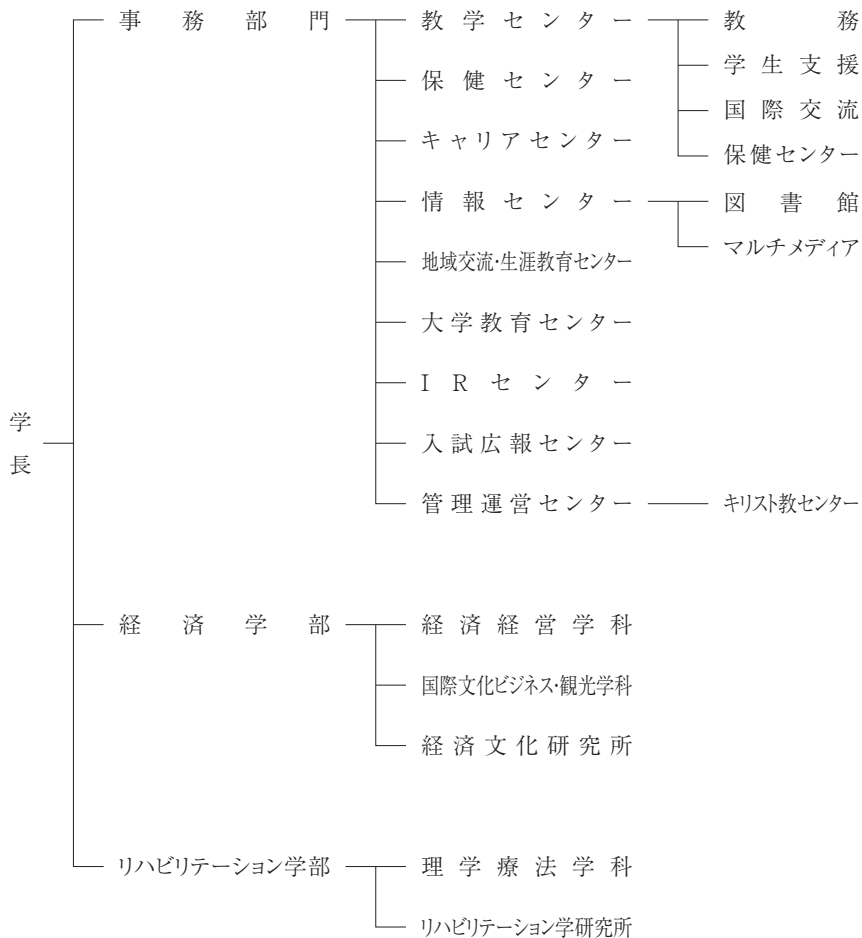 事務部門
教学センター
教務
学生支援
国際交流
保健センター
保健センター
キャリアセンター
情報センター
図書館
マルチメディア
地域交流・生涯教育センター
大学教育センター
IRセンター
入試広報センター
管理運営センター
キリスト教センター
学長
経済学部
経済経営学科
国際文化ビジネス・観光学科
経済文化研究所
リハビリテーション学部
理学療法学科
リハビリテーション学研究所